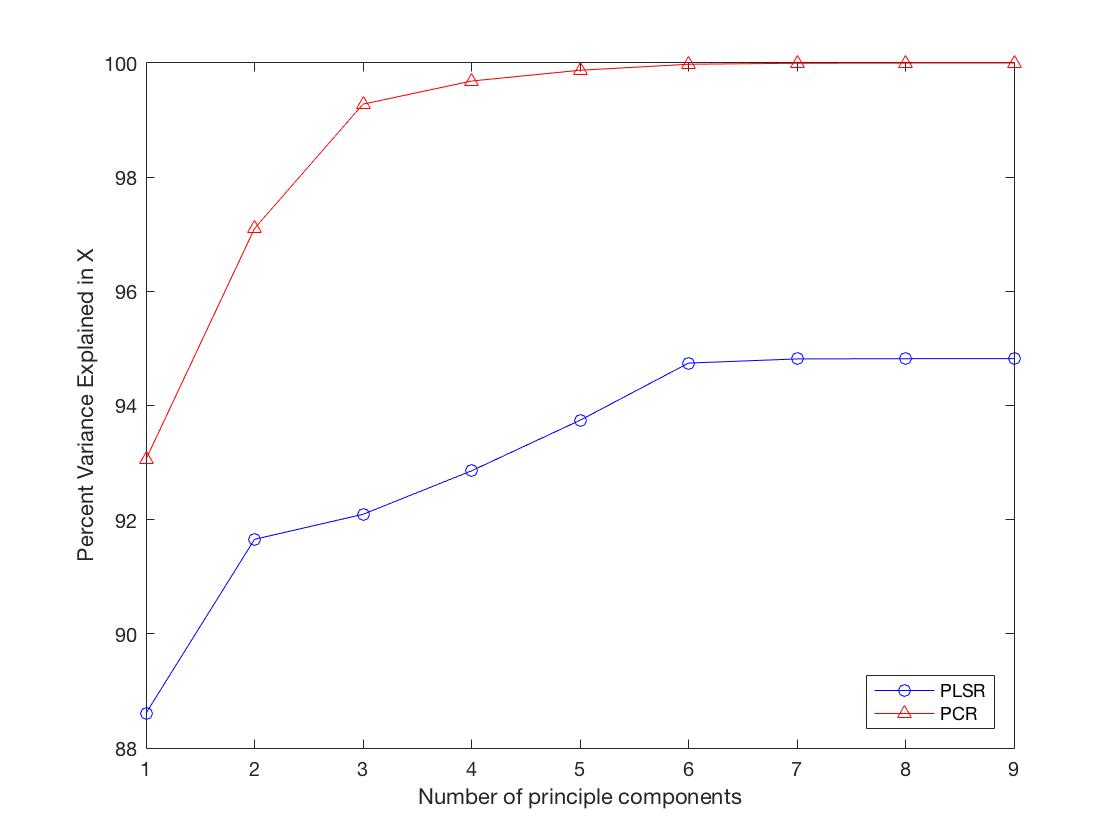 100
98
96
94
92
90
88
Percent Variance Explained in X
1 2 3 4 5 6 7 8 9
Number of principle components
PLSR
PCR